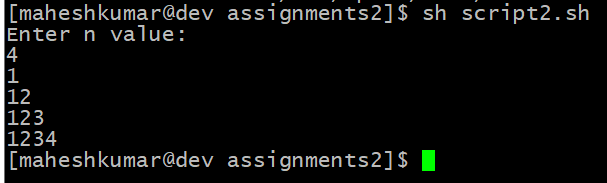 [maheshkumar@dev assignments2]$ sh script2.sh
Enter n value:
4
1
12
123
1234
[maheshkumar@dev assignments2]$